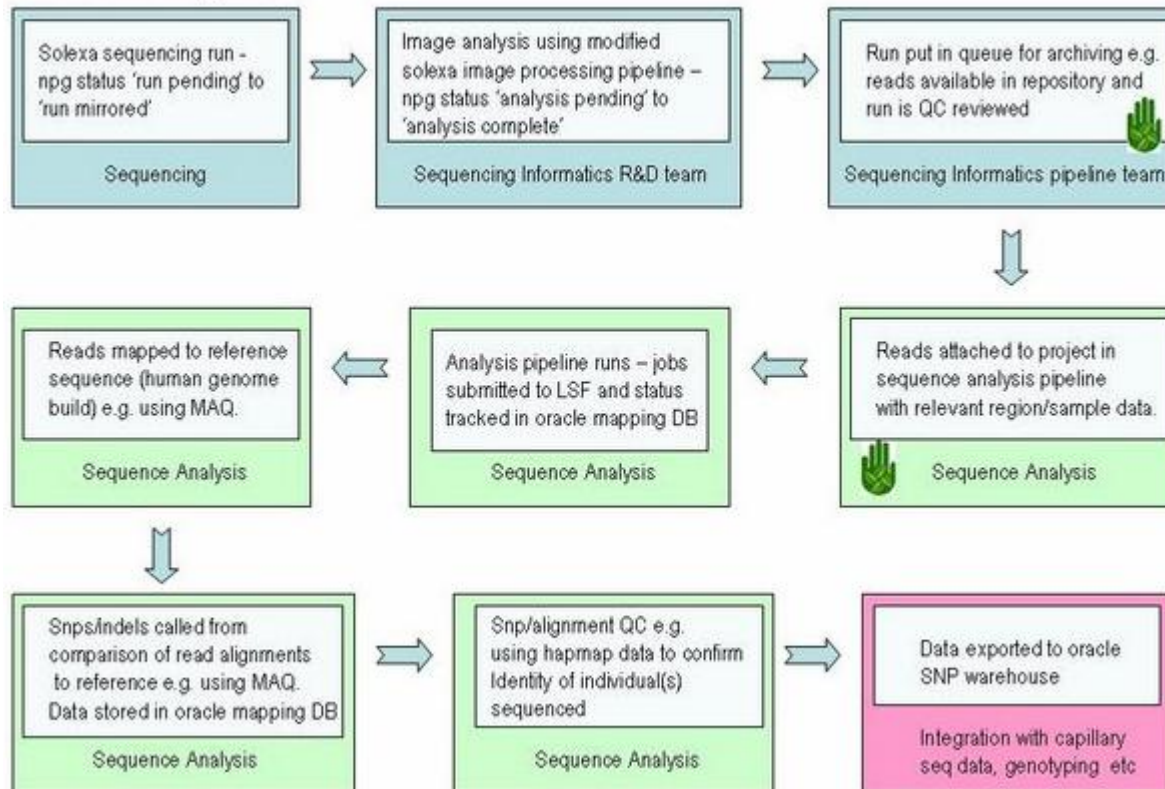 Solexa sequencing run -
npg status 'run pending' to
'run mirrored'
Sequencing
Image analysis using modified
solexa image processing pipeline –
npg status 'analysis pending' to
'analysis complete'
Sequencing Informatics R&D team
Run put in queue for archiving e.g.
reads available in repository and
run is QC reviewed
Sequencing Informatics pipeline team
Reads attached to project in
sequence analysis pipeline
with relevant region/sample data.
Sequence Analysis
Analysis pipeline runs – jobs
submitted to LSF and status
tracked in oracle mapping DB
Sequence Analysis
Reads mapped to reference
sequence (human genome
build) e.g. using MAQ.
Sequence Analysis
Snps/indels called from
comparison of read alignments
to reference e.g. using MAQ.
Data stored in oracle mapping DB
Sequence Analysis
Snp/alignment QC e.g.
using hapmap data to confirm
Identity of individual(s)
sequenced
Sequence Analysis
Data exported to oracle
SNP warehouse
Integration with capillary
seq data, genotyping etc